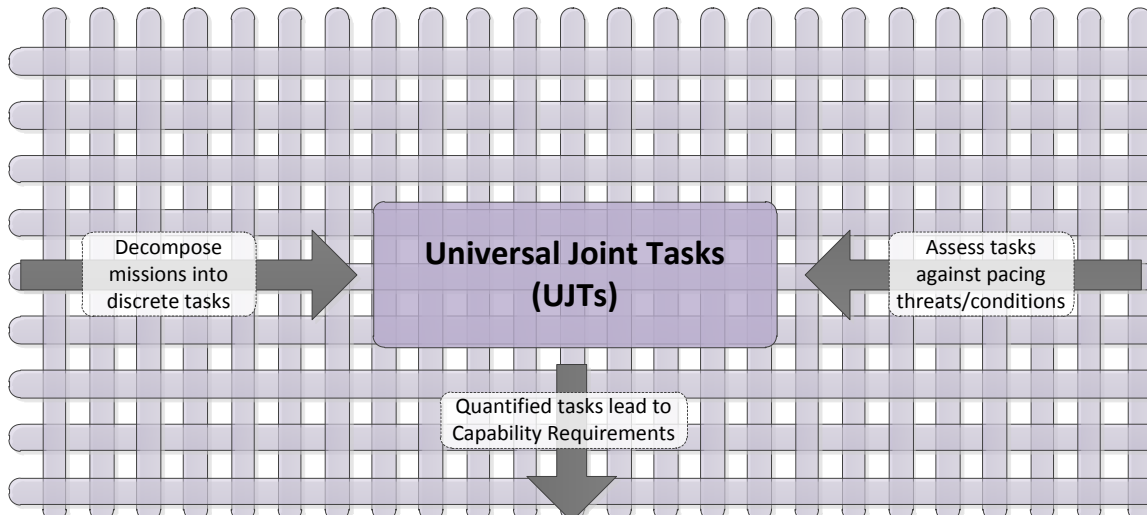 Universal Joint Tasks
(UJTs)
Decompose
missions into
discrete tasks
Assess tasks
against pacing
threats/conditions
Quantified tasks lead to
Capability Requirements